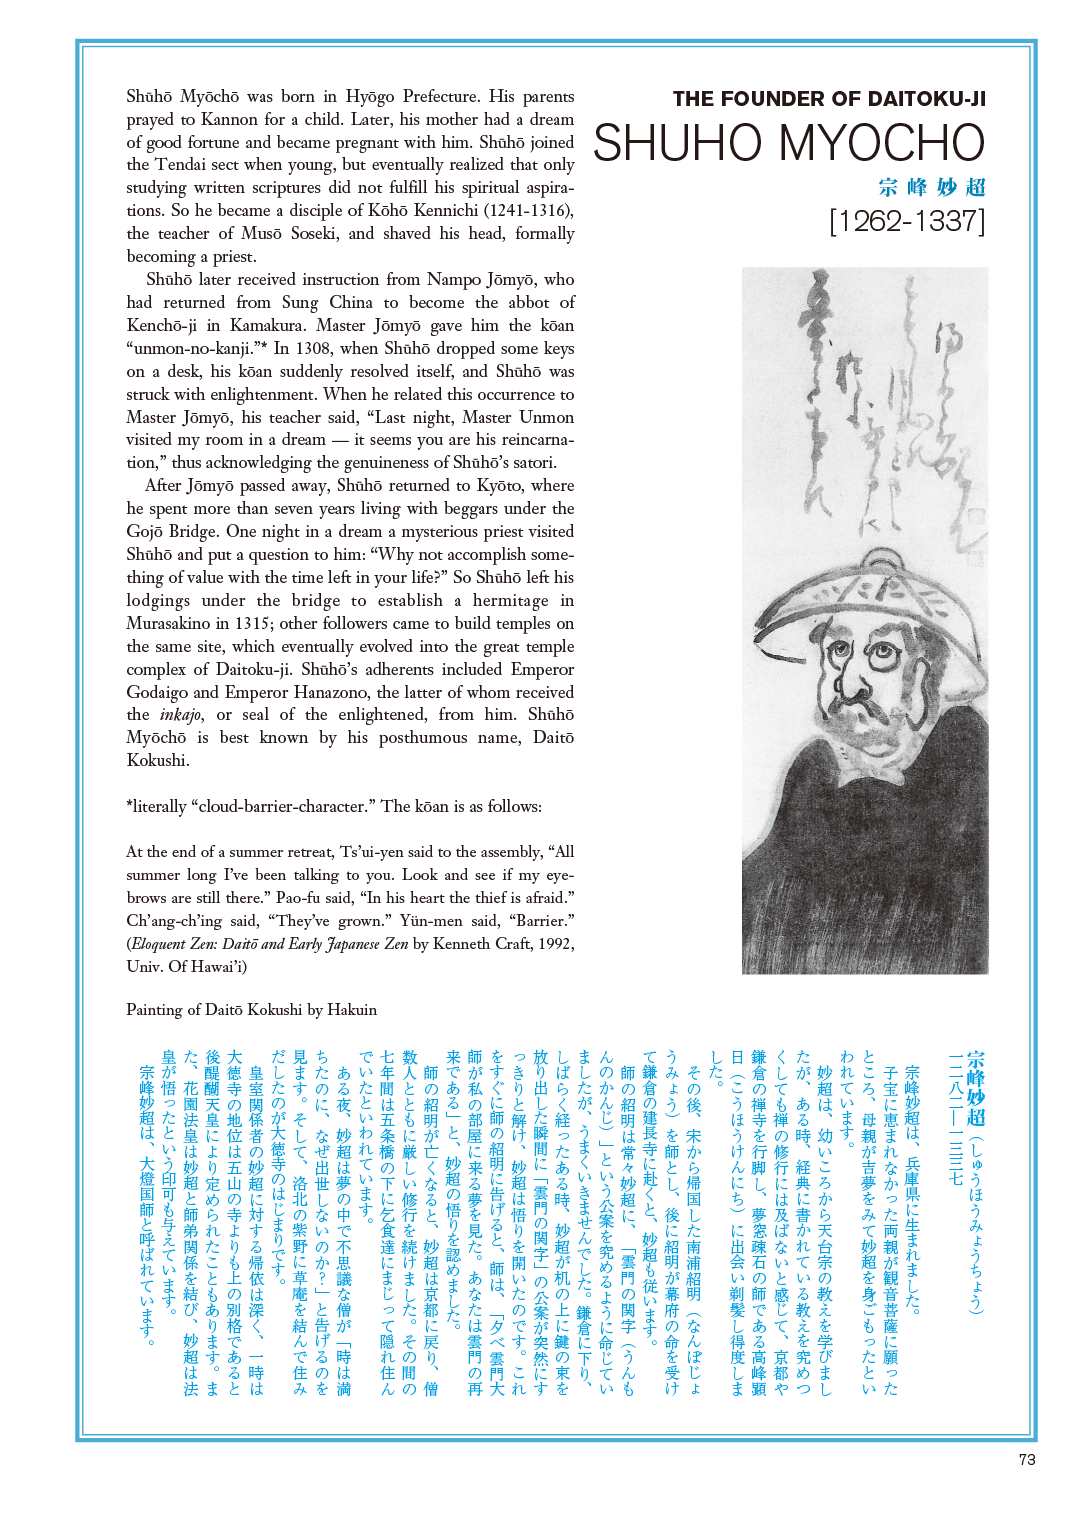 Shūhō Myōchō was born in Hyōgo Prefecture. His parents
prayed to Kannon for a child. Later, his mother had a dream
of good fortune and became pregnant with him. Shūhō joined
the Tendai sect when young, but eventually realized that only
studying written scriptures did not fulfill his spiritual aspira-
tions. So he became a disciple of Kōhō Kennichi (1241-1316),
the teacher of Musō Soseki, and shaved his head, formally
becoming a priest.
Shūhō later received instruction from Nampo Jōmyō, who
had returned from Sung China to become the abbot of
Kenchō-ji in Kamakura. Master Jōmyō gave him the kōan
“unmon-no-kanji.”* In 1308, when Shūhō dropped some keys
on a desk, his kōan suddenly resolved itself, and Shūhō was
struck with enlightenment. When he related this occurrence to
Master Jōmyō, his teacher said, “Last night, Master Unmon
visited my room in a dream — it seems you are his reincarna-
tion,” thus acknowledging the genuineness of Shūhō’s satori.
After Jōmyō passed away, Shūhō returned to Kyōto, where
he spent more than seven years living with beggars under the
Gojō Bridge. One night in a dream a mysterious priest visited
Shūhō and put a question to him: “Why not accomplish some-
thing of value with the time left in your life?” So Shūhō left his
lodgings under the bridge to establish a hermitage in
Murasakino in 1315; other followers came to build temples on
the same site, which eventually evolved into the great temple
complex of Daitoku-ji. Shūhō’s adherents included Emperor
Godaigo and Emperor Hanazono, the latter of whom received
the inkajo, or seal of the enlightened, from him. Shūhō
Myōchō is best known by his posthumous name, Daitō
Kokushi.
*literally “cloud-barrier-character.” The kōan is as follows:
At the end of a summer retreat, Ts’ui-yen said to the assembly, “All
summer long I’ve been talking to you. Look and see if my eye-
brows are still there.” Pao-fu said, “In his heart the thief is afraid.”
Ch’ang-ch’ing said, “They’ve grown.” Yün-men said, “Barrier.”
(Eloquent Zen: Daitō and Early Japanese Zen by Kenneth Craft, 1992,
Univ. Of Hawai’i)
Painting of Daitō Kokushi by Hakuin
THE FOUNDER OF DAITOKU-JI
SHUHO MYOCHO
宗峰妙超
[1262-1337]
宗峰妙超（しゅうほうみょうちょう）
一二八二―一三三七
宗峰妙超は、兵庫県に生まれました。
子宝に恵まれなかった両親が観音菩薩に願った
ところ、母親が吉夢をみて妙超を身ごもったとい
われています。
妙超は、幼いころから天台宗の教えを学びまし
たが、ある時、経典に書かれている教えを究めつ
くしても禅の修行には及ばないと感じて、京都や
鎌倉の禅寺を行脚し、夢窓疎石の師である高峰顕
日（こうほうけんにち）に出会い剃髪し得度しま
した。
その後、宋から帰国した南浦紹明（なんぽじょ
うみょう）を師とし、後に紹明が幕府の命を受け
て鎌倉の建長寺に赴くと、妙超も従います。
師の紹明は常々妙超に、「雲門の関字（うんも
んのかんじ）」という公案を究めるように命じてい
ましたが、うまくいきませんでした。鎌倉に下り、
しばらく経ったある時、妙超が机の上に鍵の束を
放り出した瞬間に「雲門の関字」の公案が突然にす
っきりと解け、妙超は悟りを開いたのです。これ
をすぐに師の紹明に告げると、師は、「夕べ雲門大
師が私の部屋に来る夢を見た。あなたは雲門の再
来である」と、妙超の悟りを認めました。
師の紹明が亡くなると、妙超は京都に戻り、僧
数人とともに厳しい修行を続けました。その間の
七年間は五条橋の下に乞食達にまじって隠れ住ん
でいたといわれています。
ある夜、妙超は夢の中で不思議な僧が「時は満
ちたのに、なぜ出世しないのか？」と告げるのを
見ます。そして、洛北の紫野に草庵を結んで住み
だしたのが大徳寺のはじまりです。
皇室関係者の妙超に対する帰依は深く、一時は
大徳寺の地位は五山の寺よりも上の別格であると
後醍醐天皇により定められたこともあります。ま
た、花園法皇は妙超と師弟関係を結び、妙超は法
皇が悟ったという印可も与えています。
宗峰妙超は、大燈国師と呼ばれています。
73